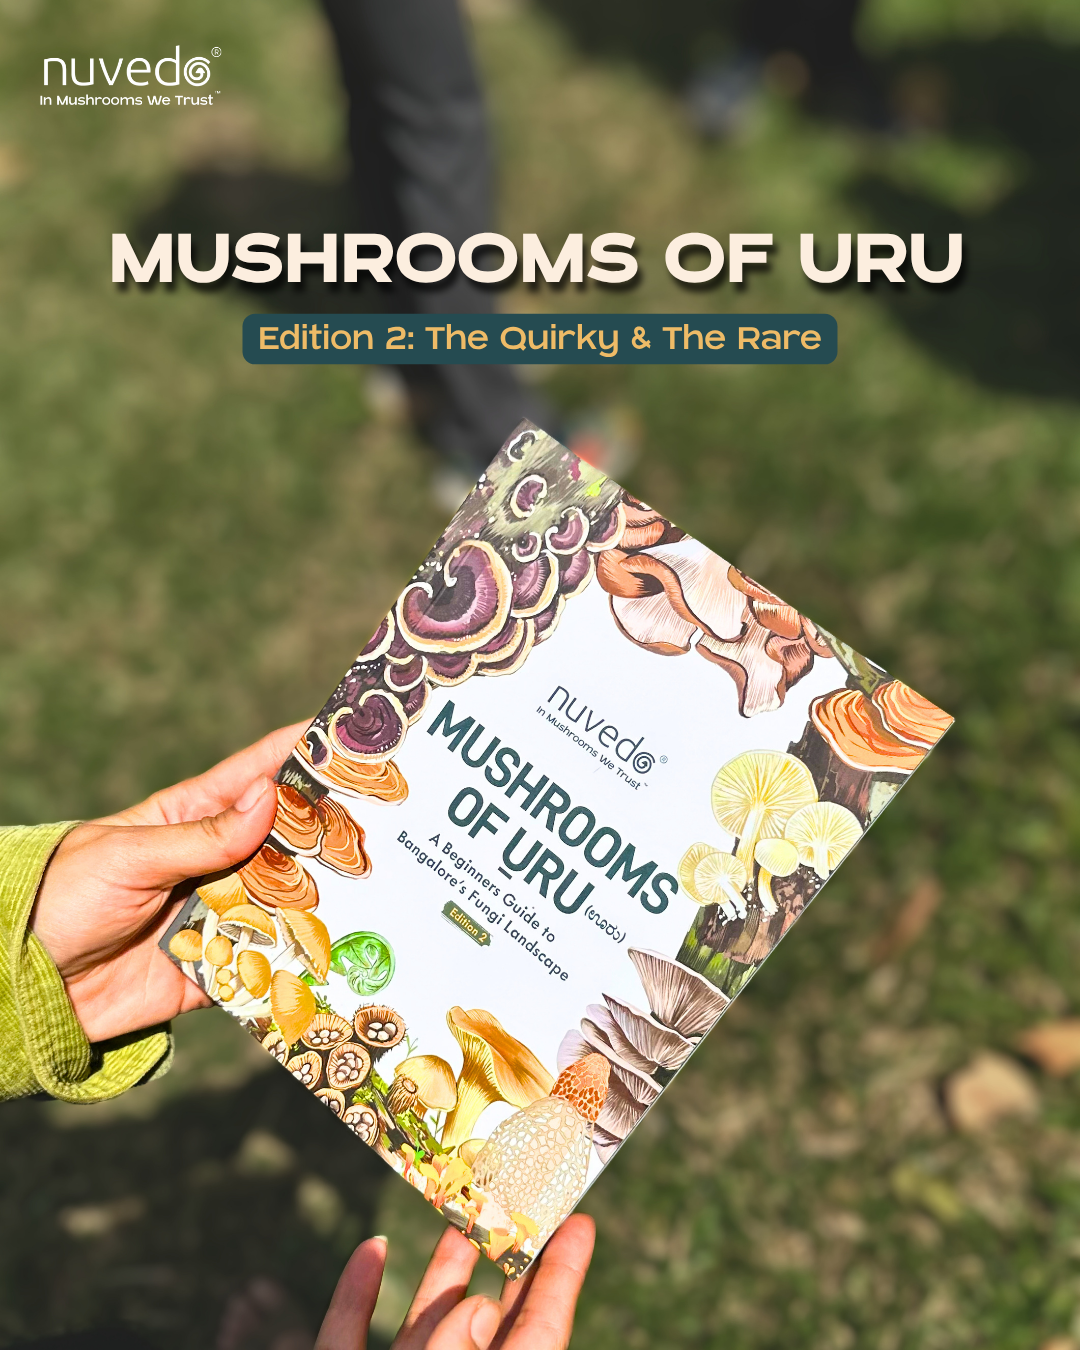 nuvedo®
In Mushrooms We Trust™
MUSHROOMS OF URU
Edition 2: The Quirky & The Rare
nuvedo®
In Mushrooms We Trust™
MUSHROOMS
OF URU (ಊರು)
A Beginners Guide to
Bangalore's Fungi Landscape
Edition 2